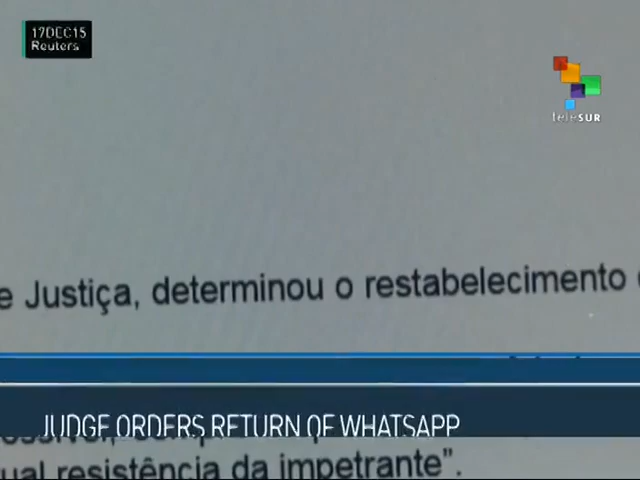 17DEC15
Reuters
teleSUR
e Justiça, determinou o restabelecimento
JUDGE ORDERS RETURN OF WHATSAPP
ual resistência da impetrante".